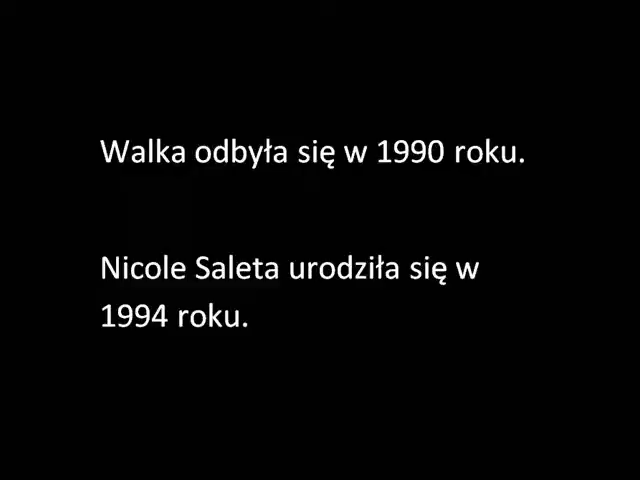 Walka odbyła się w 1990 roku.
Nicole Saleta urodziła się w
1994 roku.